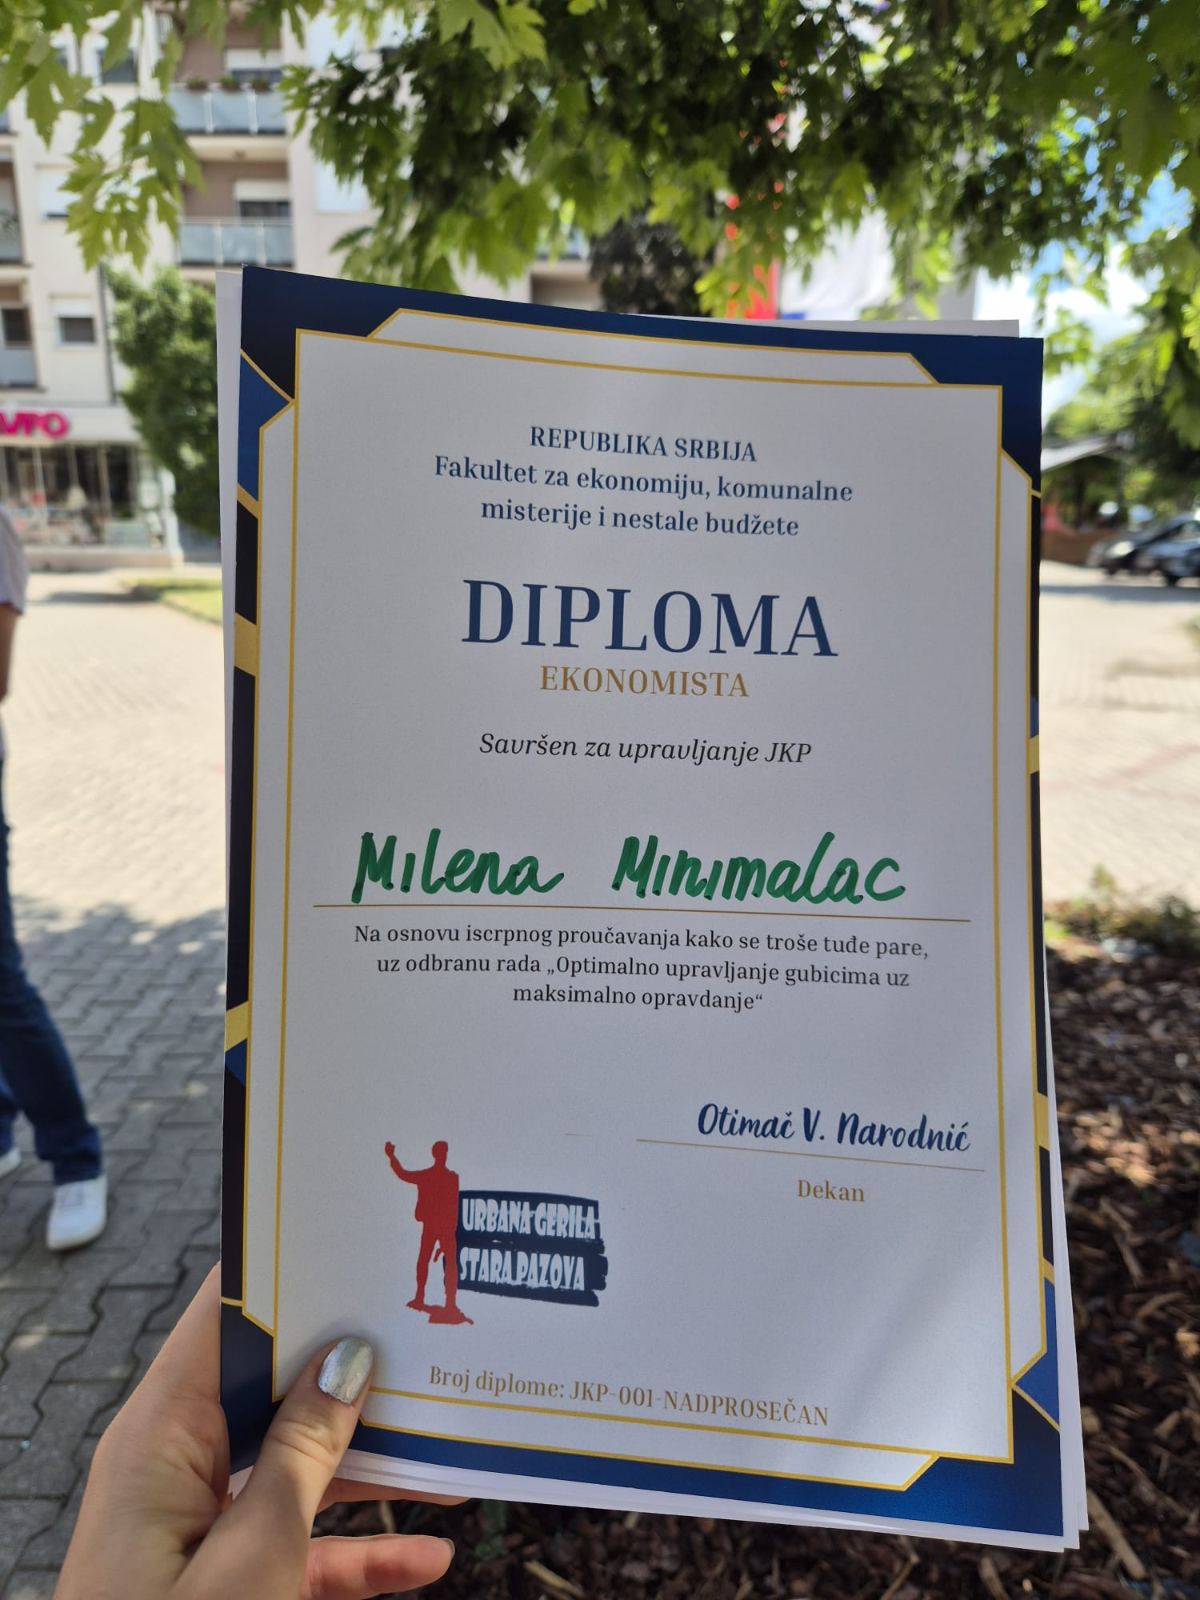 REPUBLIKA SRBIJA
Fakultet za ekonomiju, komunalne
misterije i nestale budžete
DIPLOMA
EKONOMISTA
Savršen za upravljanje JKP
Milena Minimalac
Na osnovu iscrpnog proučavanja kako se troše tuđe pare,
uz odbranu rada „Optimalno upravljanje gubicima uz
maksimalno opravdanje“
Otimač V. Narodnić
Dekan
URBANA GERILA
STARA PAZOVA
Broj diplome: JKP-001-NADPROSEČAN